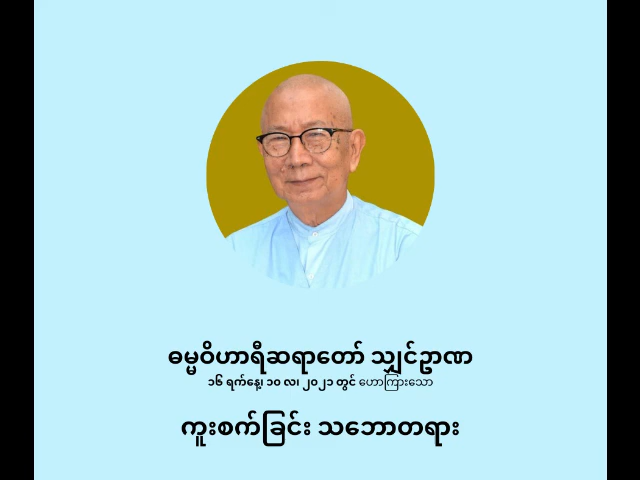 ဓမ္မဝိဟာရီဆရာတော် သျှင်ဥာဏ
၁၆ ရက်နေ့၊ ၁၀ လ၊ ၂၀၂၁ တွင် ဟောကြားသော
ကူးစက်ခြင်း သဘောတရား